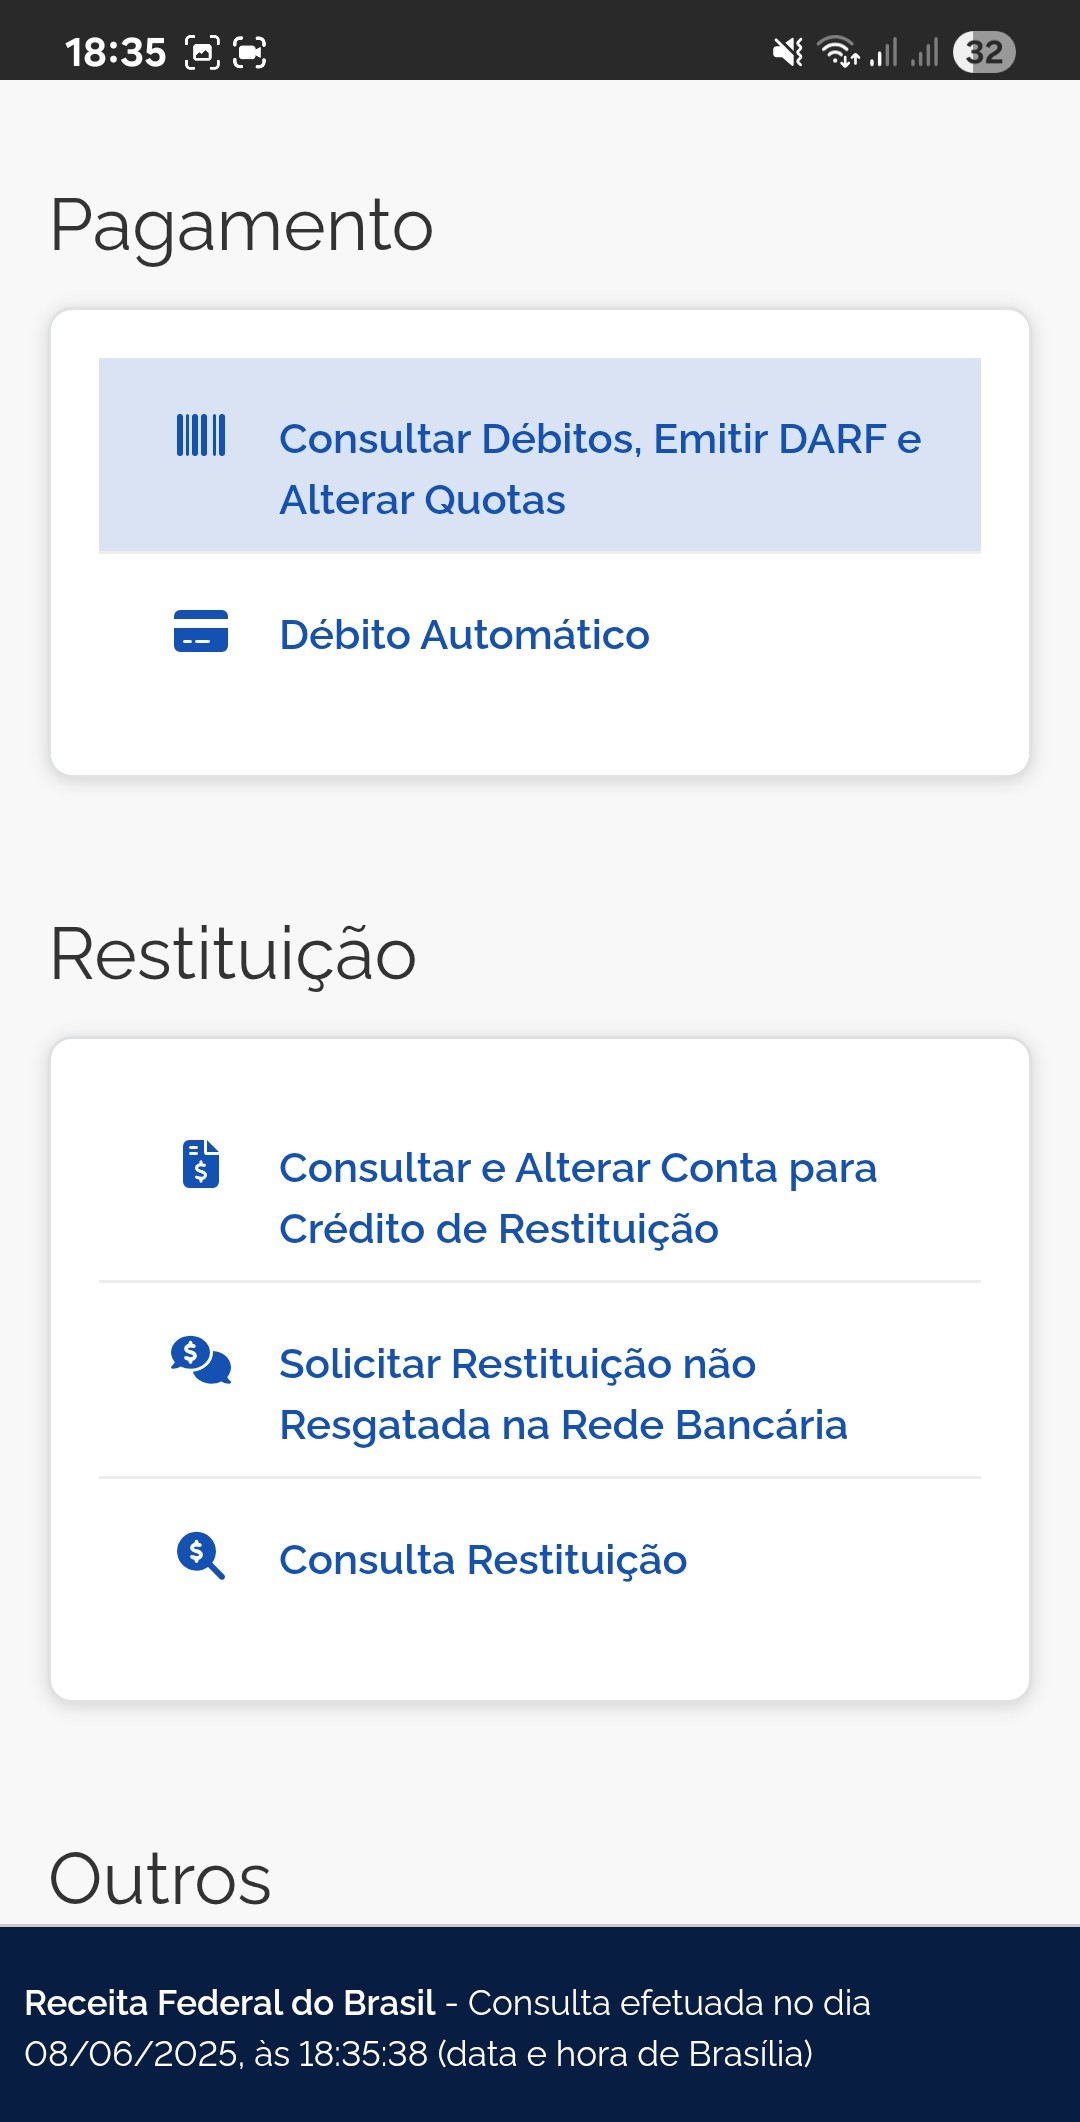 18:35
32
Pagamento
Consultar Débitos, Emitir DARF e
Alterar Quotas
Débito Automático
Restituição
Consultar e Alterar Conta para
Crédito de Restituição
Solicitar Restituição não
Resgatada na Rede Bancária
Consulta Restituição
Outros
Receita Federal do Brasil - Consulta efetuada no dia
08/06/2025, às 18:35:38 (data e hora de Brasília)